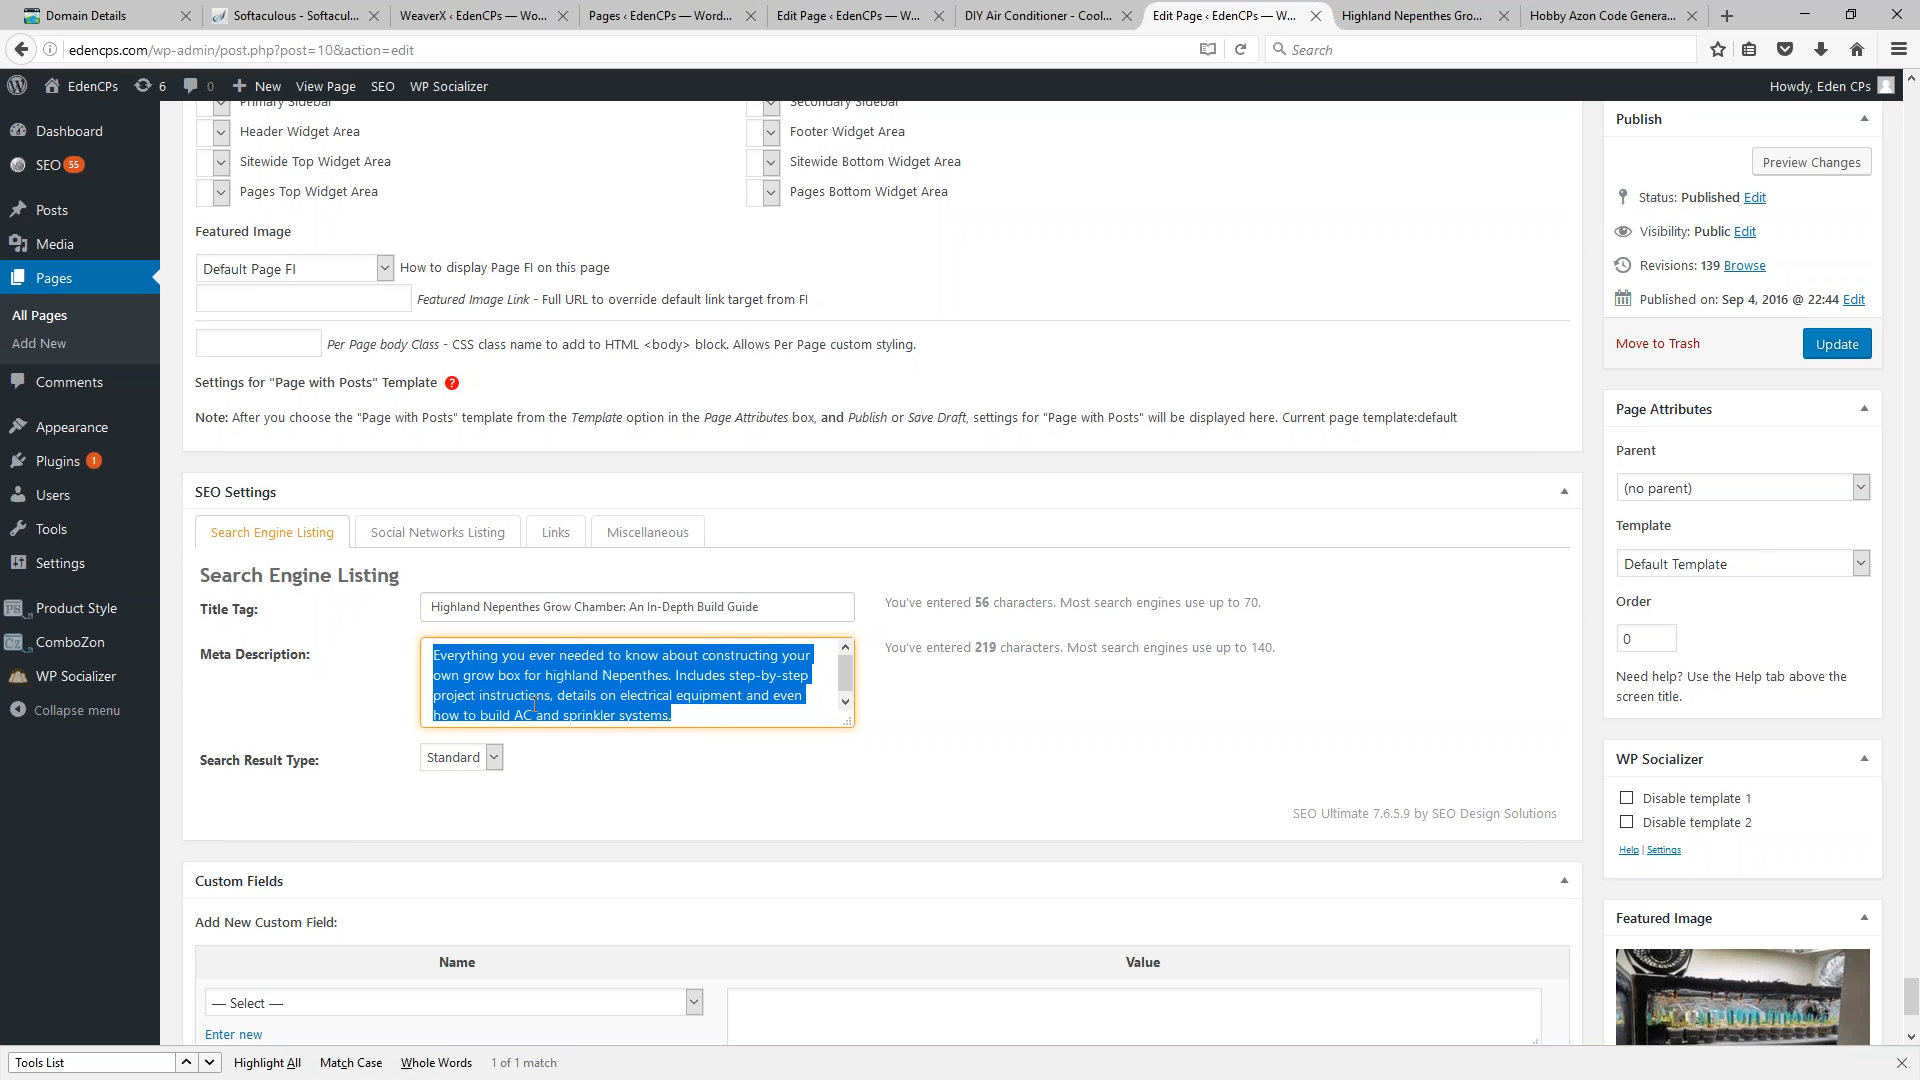 Domain Details
Softaculous - Softacul...
WeaverX ‹ EdenCPs — Wo...
Pages ‹ EdenCPs — Word...
Edit Page ‹ EdenCPs — W...
DIY Air Conditioner - Cool...
Edit Page ‹ EdenCPs — W...
Highland Nepenthes Gro...
Hobby Azon Code Genera...
edencps.com/wp-admin/post.php?post=10&action=edit
Search
EdenCPs
6
0
New
View Page
SEO
WP Socializer
Howdy, Eden CPs
Dashboard
SEO 55
Posts
Media
Pages
All Pages
Add New
Comments
Appearance
Plugins 1
Users
Tools
Settings
PS Product Style
CZ ComboZon
WP Socializer
Collapse menu
Primary Sidebar
Secondary Sidebar
Header Widget Area
Footer Widget Area
Sitewide Top Widget Area
Sitewide Bottom Widget Area
Pages Top Widget Area
Pages Bottom Widget Area
Featured Image
Default Page FI
How to display Page FI on this page
Featured Image Link - Full URL to override default link target from FI
Per Page body Class - CSS class name to add to HTML <body> block. Allows Per Page custom styling.
Settings for "Page with Posts" Template ?
Note: After you choose the "Page with Posts" template from the Template option in the Page Attributes box, and Publish or Save Draft, settings for "Page with Posts" will be displayed here. Current page template:default
SEO Settings
Search Engine Listing
Social Networks Listing
Links
Miscellaneous
Search Engine Listing
Title Tag:
Highland Nepenthes Grow Chamber: An In-Depth Build Guide
You've entered 56 characters. Most search engines use up to 70.
Meta Description:
Everything you ever needed to know about constructing your
own grow box for highland Nepenthes. Includes step-by-step
project instructions, details on electrical equipment and even
how to build AC and sprinkler systems.
You've entered 219 characters. Most search engines use up to 140.
Search Result Type:
Standard
SEO Ultimate 7.6.5.9 by SEO Design Solutions
Custom Fields
Add New Custom Field:
Name
Value
— Select —
Enter new
Publish
Preview Changes
Status: Published Edit
Visibility: Public Edit
Revisions: 139 Browse
Published on: Sep 4, 2016 @ 22:44 Edit
Move to Trash
Update
Page Attributes
Parent
(no parent)
Template
Default Template
Order
0
Need help? Use the Help tab above the
screen title.
WP Socializer
Disable template 1
Disable template 2
Help | Settings
Featured Image
Tools List
Highlight All
Match Case
Whole Words
1 of 1 match